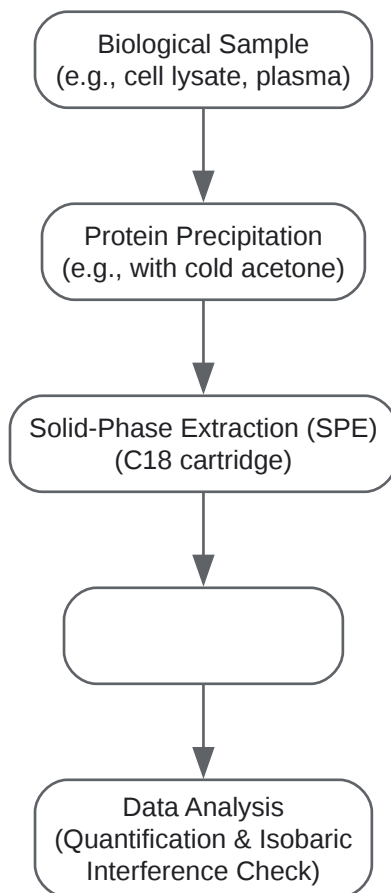 Biological Sample
(e.g., cell lysate, plasma)
Protein Precipitation
(e.g., with cold acetone)
Solid-Phase Extraction (SPE)
(C18 cartridge)
Data Analysis
(Quantification & Isobaric
Interference Check)